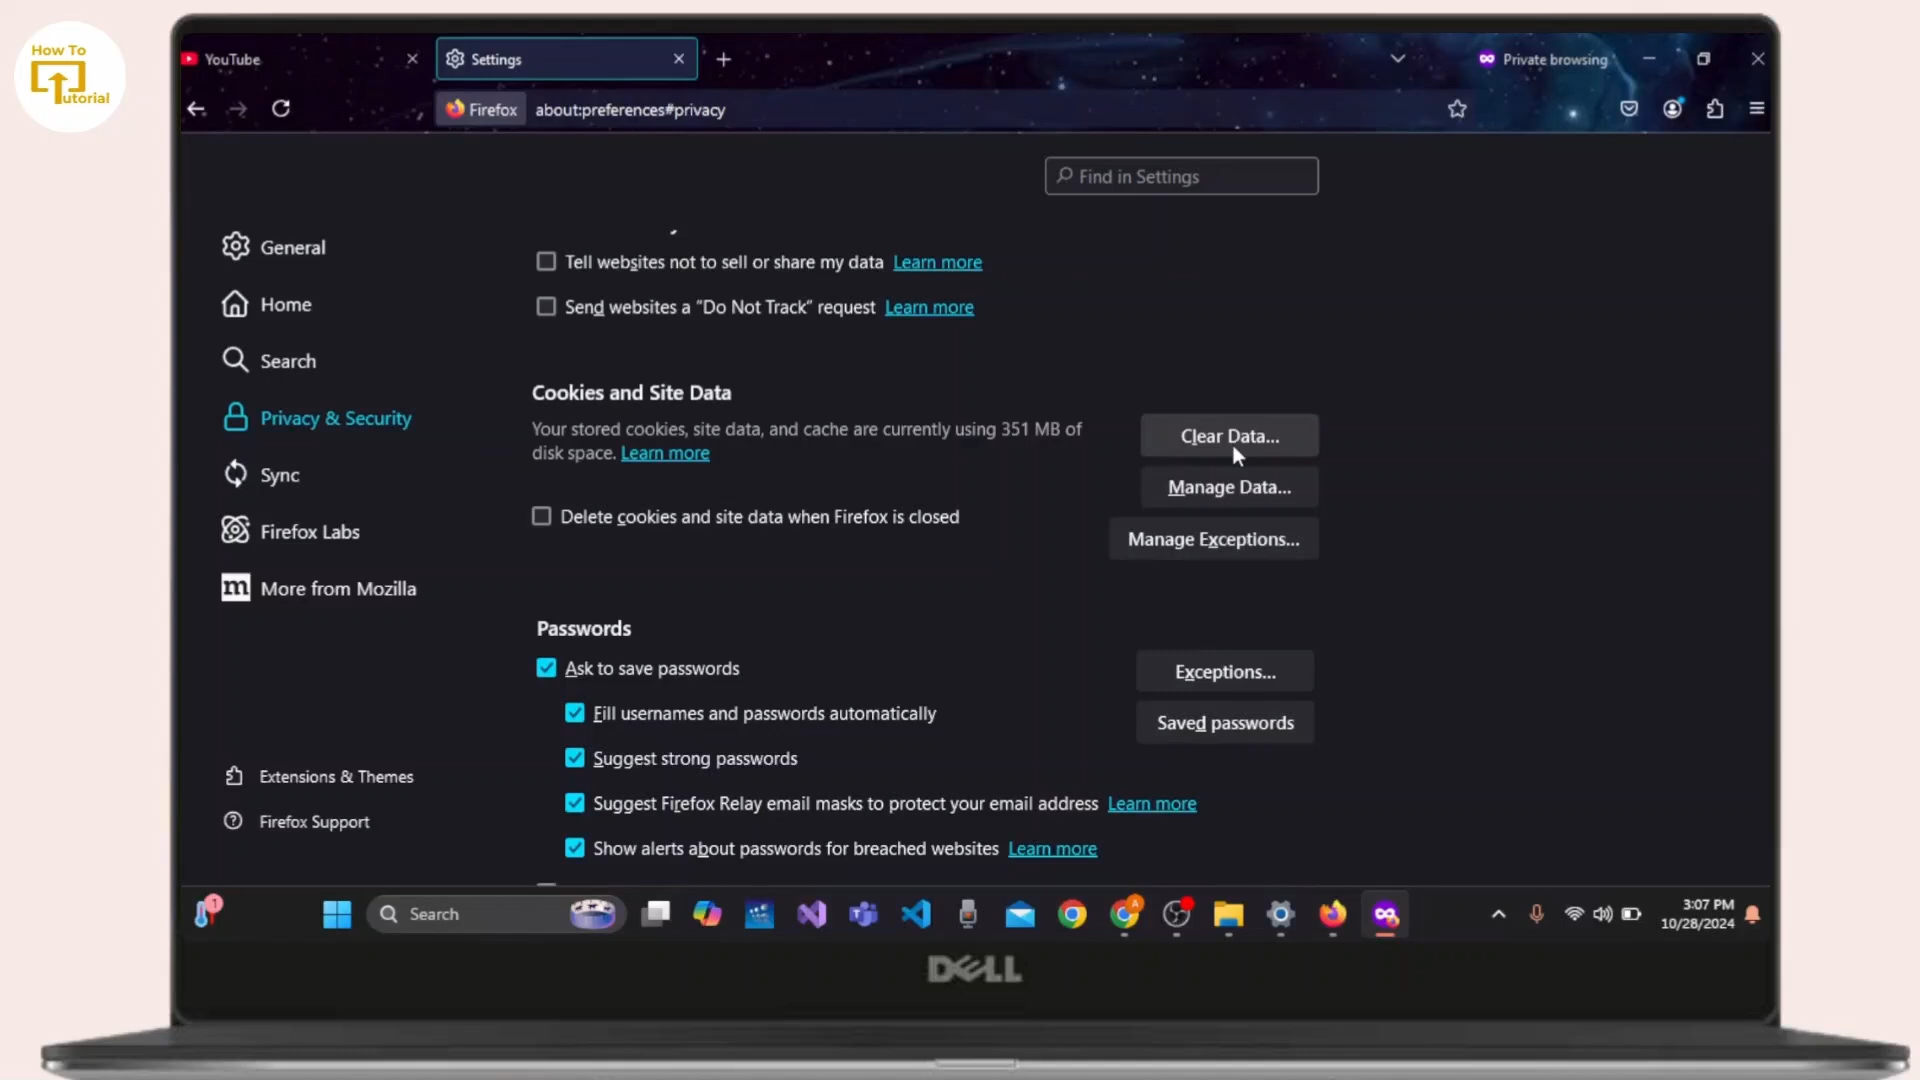 How To
utorial
YouTube
Settings
Private browsing
Firefox
about:preferences#privacy
Find in Settings
General
Home
Search
Privacy & Security
Sync
Firefox Labs
More from Mozilla
Extensions & Themes
Firefox Support
Tell websites not to sell or share my data Learn more
Send websites a "Do Not Track" request Learn more
Cookies and Site Data
Your stored cookies, site data, and cache are currently using 351 MB of
disk space. Learn more
Clear Data...
Manage Data...
Delete cookies and site data when Firefox is closed
Manage Exceptions...
Passwords
Ask to save passwords
Exceptions...
Fill usernames and passwords automatically
Saved passwords
Suggest strong passwords
Suggest Firefox Relay email masks to protect your email address Learn more
Show alerts about passwords for breached websites Learn more
1
Search
A
3:07 PM
10/28/2024
DELL